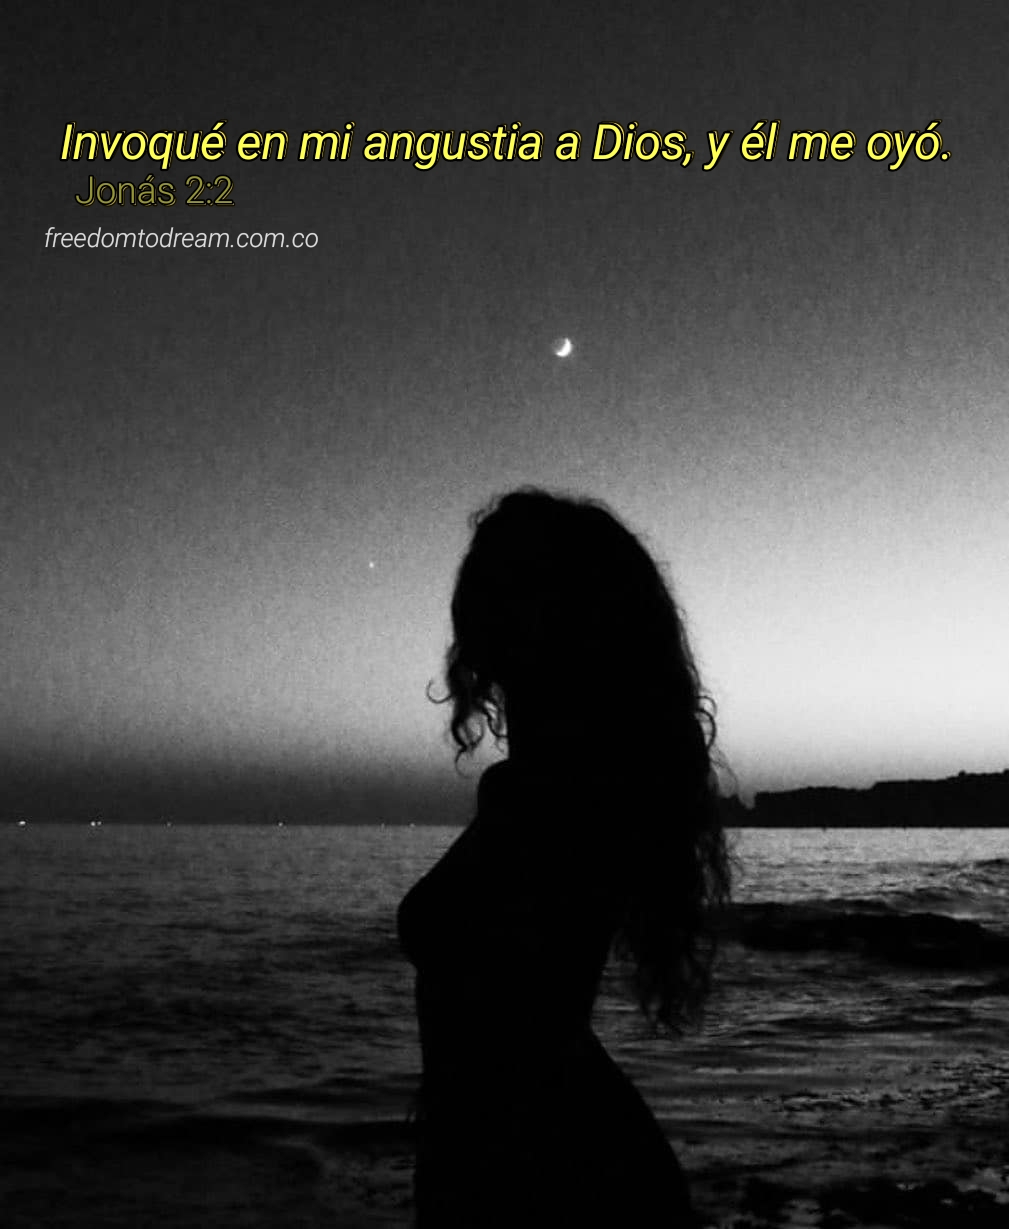 Invoqué en mi angustia a Dios, y él me oyó.
Jonás 2:2
freedomtodream.com.co